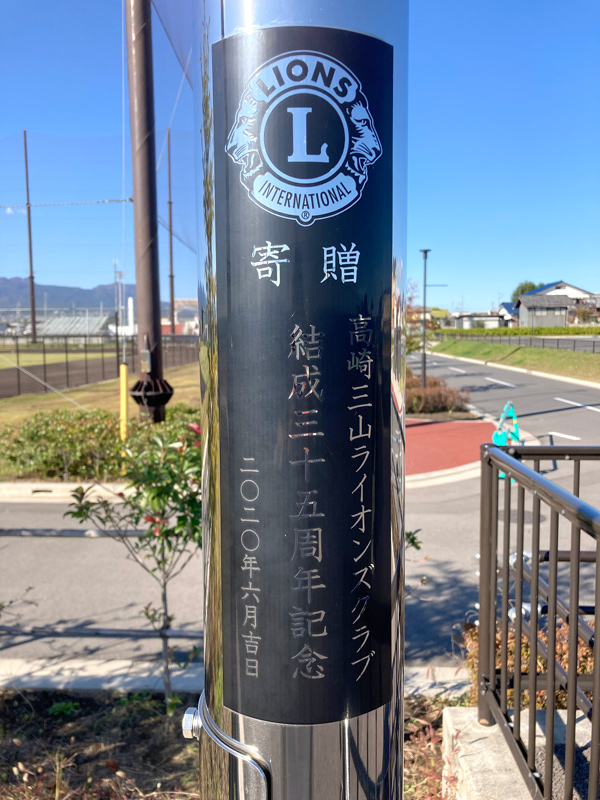 LIONS
L
INTERNATIONAL
®
寄贈
高崎三山ライオンズクラブ
結成三十五周年記念
二〇二〇年六月吉日